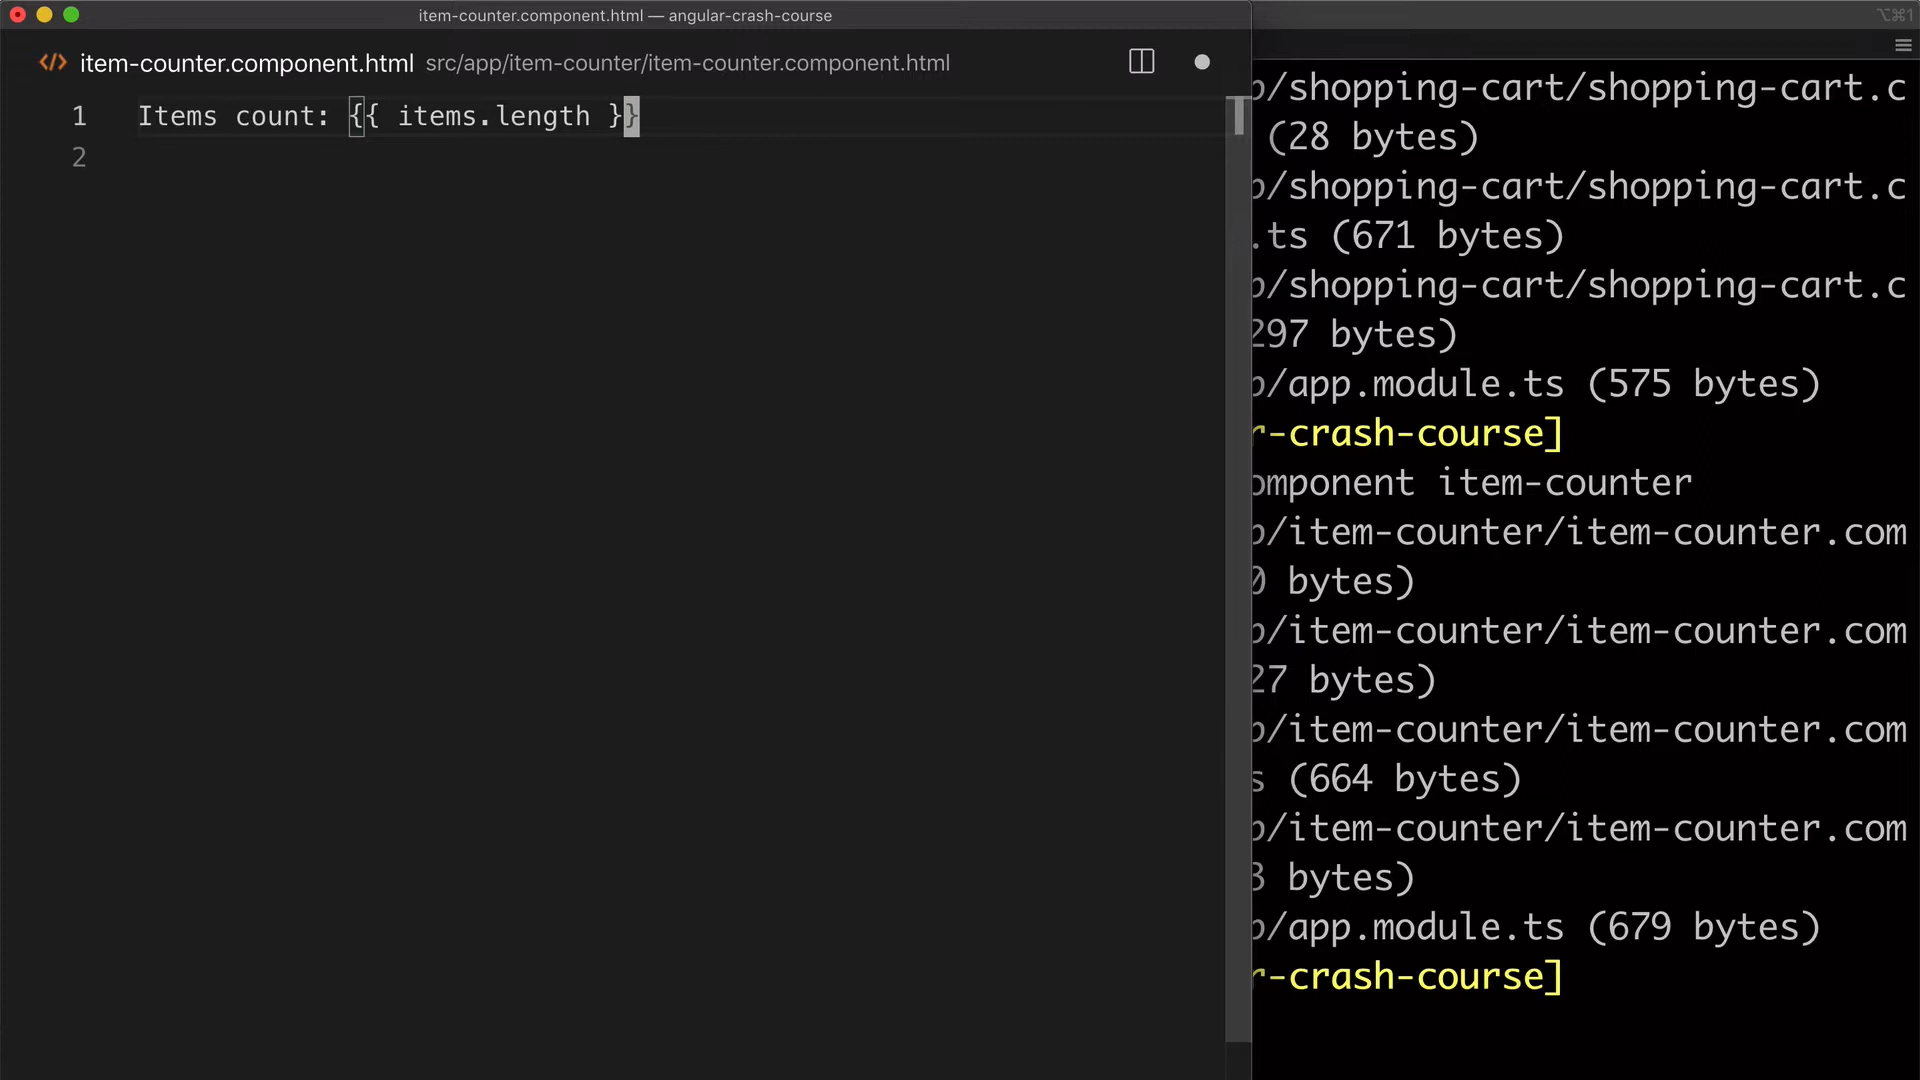 item-counter.component.html — angular-crash-course
item-counter.component.html src/app/item-counter/item-counter.component.html
1 Items count: {{ items.length }}
2
⌥⌘1
/shopping-cart/shopping-cart.c
(28 bytes)
/shopping-cart/shopping-cart.c
.ts (671 bytes)
/shopping-cart/shopping-cart.c
297 bytes)
/app.module.ts (575 bytes)
r-crash-course]
omponent item-counter
/item-counter/item-counter.com
0 bytes)
/item-counter/item-counter.com
27 bytes)
/item-counter/item-counter.com
s (664 bytes)
/item-counter/item-counter.com
3 bytes)
/app.module.ts (679 bytes)
r-crash-course]